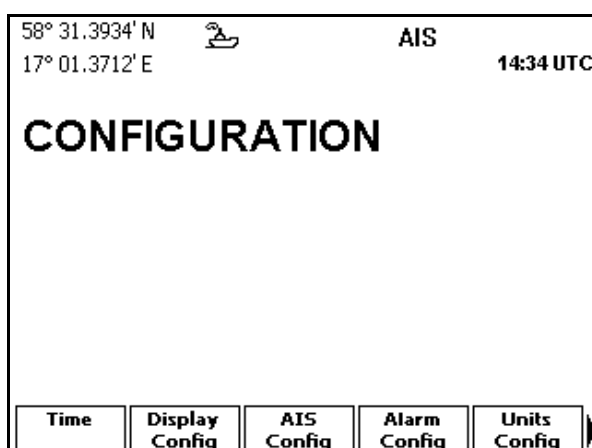 58° 31.3934' N
AIS
17° 01.3712' E
14:34 UTC
CONFIGURATION
Time
Display
Config
AIS
Config
Alarm
Config
Units
Config